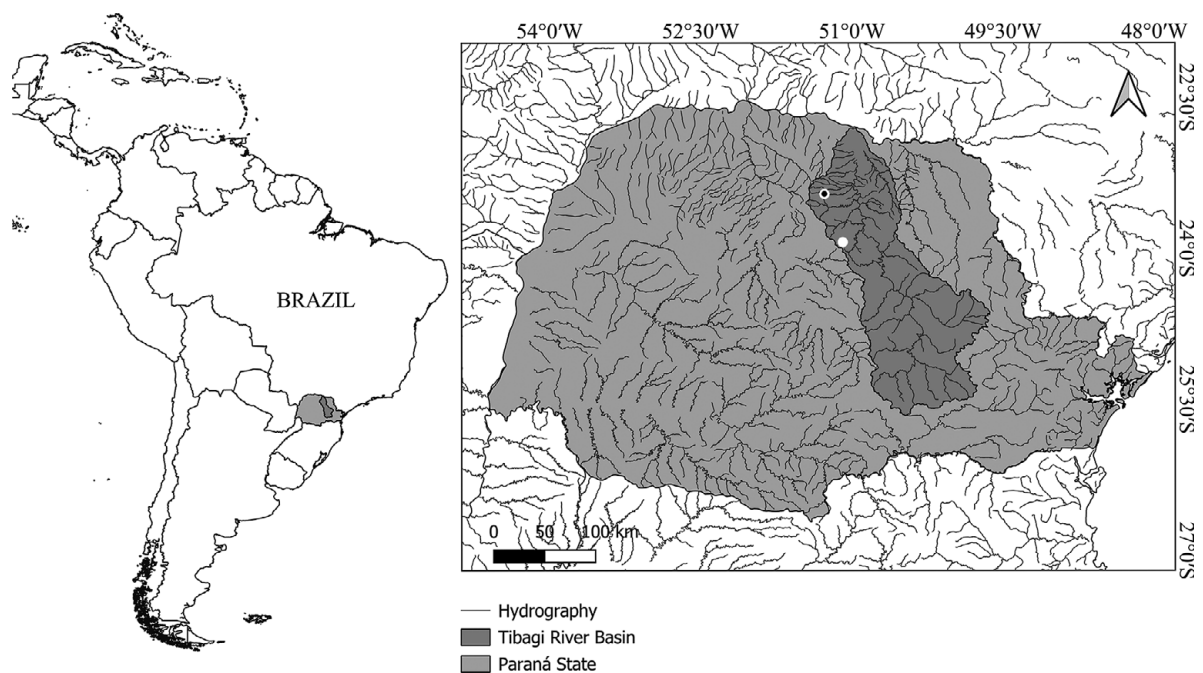 54°0'W 52°30'W 51°0'W 49°30'W 48°0'W
22°30'S
24°0'S
25°30'S
27°0'S
BRAZIL
0 50 100 km
Hydrography
Tibagi River Basin
Paraná State